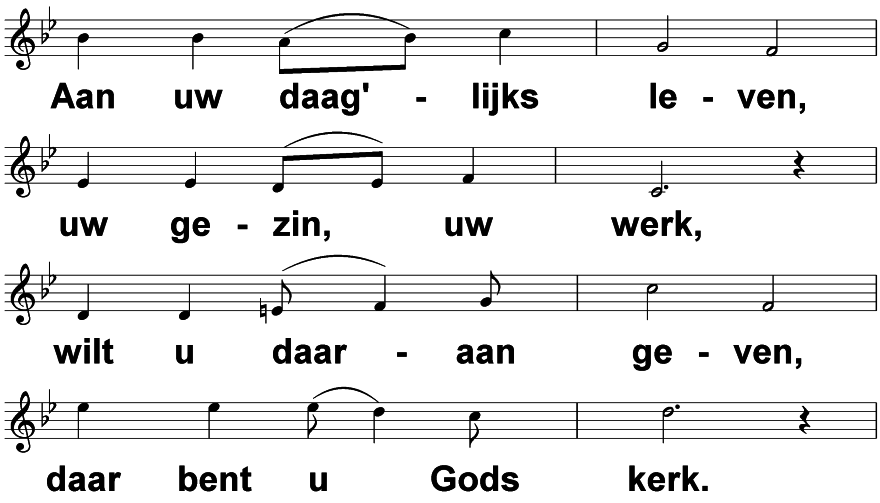 Aan uw daag' - lijks le - ven,
uw ge - zin, uw werk,
wilt u daar - aan ge - ven,
daar bent u Gods kerk.